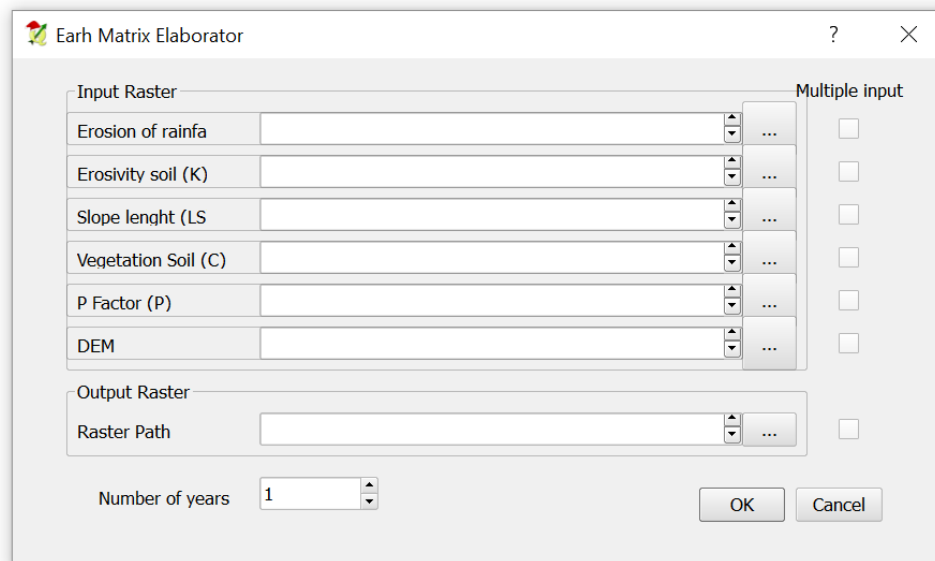 Earh Matrix Elaborator ?
Input Raster Multiple input
Erosion of rainfa ...
Erosivity soil (K) ...
Slope lenght (LS ...
Vegetation Soil (C) ...
P Factor (P) ...
DEM ...
Output Raster
Raster Path ...
Number of years 1
OK Cancel